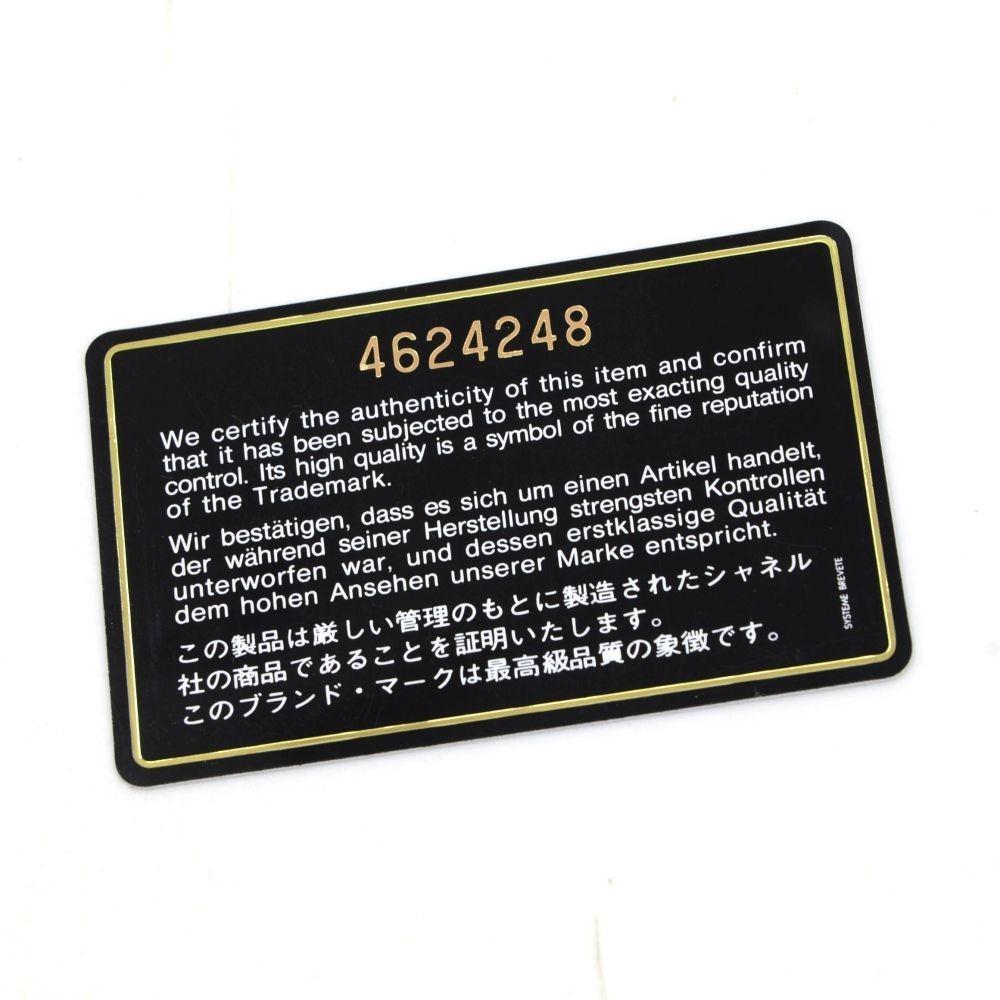 4624248
We certify the authenticity of this item and confirm
that it has been subjected to the most exacting quality
control. Its high quality is a symbol of the fine reputation
of the Trademark.
Wir bestätigen, dass es sich um einen Artikel handelt,
der während seiner Herstellung strengsten Kontrollen
unterworfen war, und dessen erstklassige Qualität
dem hohen Ansehen unserer Marke entspricht.
この製品は厳しい管理のもとに製造されたシャネル
社の商品であることを証明いたします。
このブランド・マークは最高級品質の象徴です。
SYSTEME BREVETE